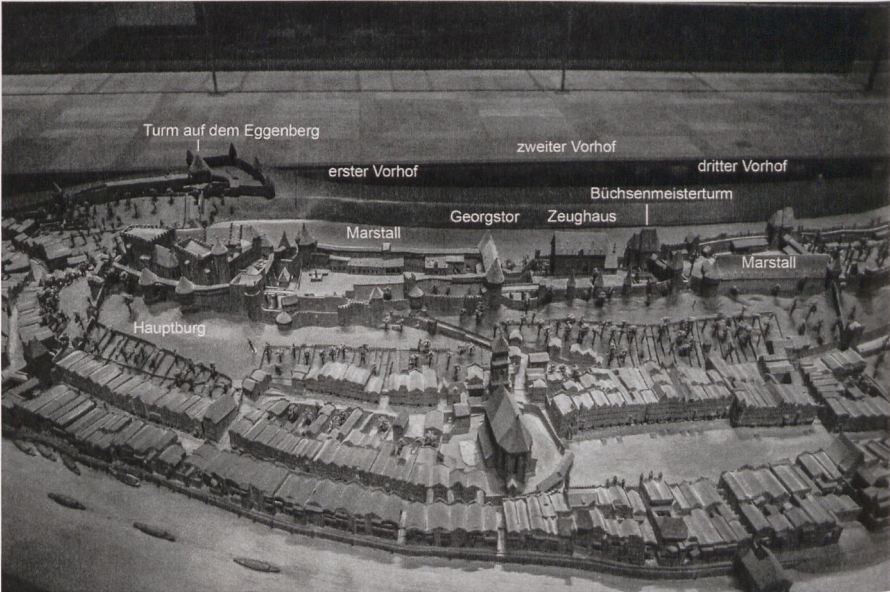 Turm auf dem Eggenberg
zweiter Vorhof
erster Vorhof
dritter Vorhof
Büchsenmeisterturm
Georgstor
Zeughaus
Marstall
Marstall
Hauptburg